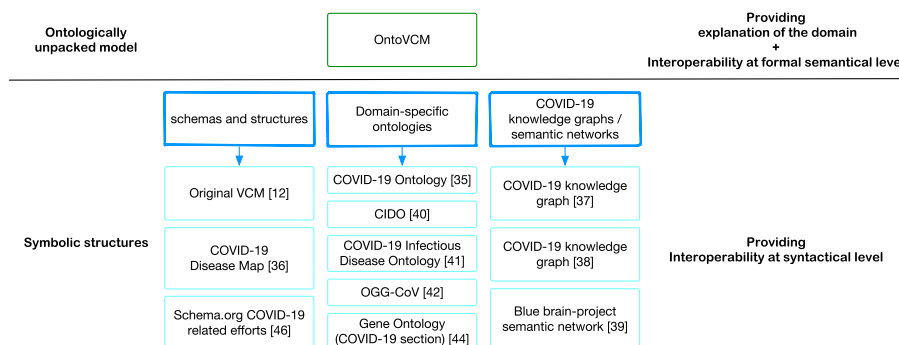 Ontologically
unpacked model
OntoVCM
Providing
explanation of the domain
+
Interoperability at formal semantical level
schemas and structures
Domain-specific
ontologies
COVID-19
knowledge graphs /
semantic networks
Symbolic structures
Original VCM [12]
COVID-19
Disease Map [36]
Schema.org COVID-19
related efforts [46]
COVID-19 Ontology [35]
CIDO [40]
COVID-19 Infectious
Disease Ontology [41]
OGG-CoV [42]
Gene Ontology
(COVID-19 section) [44]
COVID-19 knowledge
graph [37]
COVID-19 knowledge
graph [38]
Blue brain-project
semantic network [39]
Providing
Interoperability at syntactical level